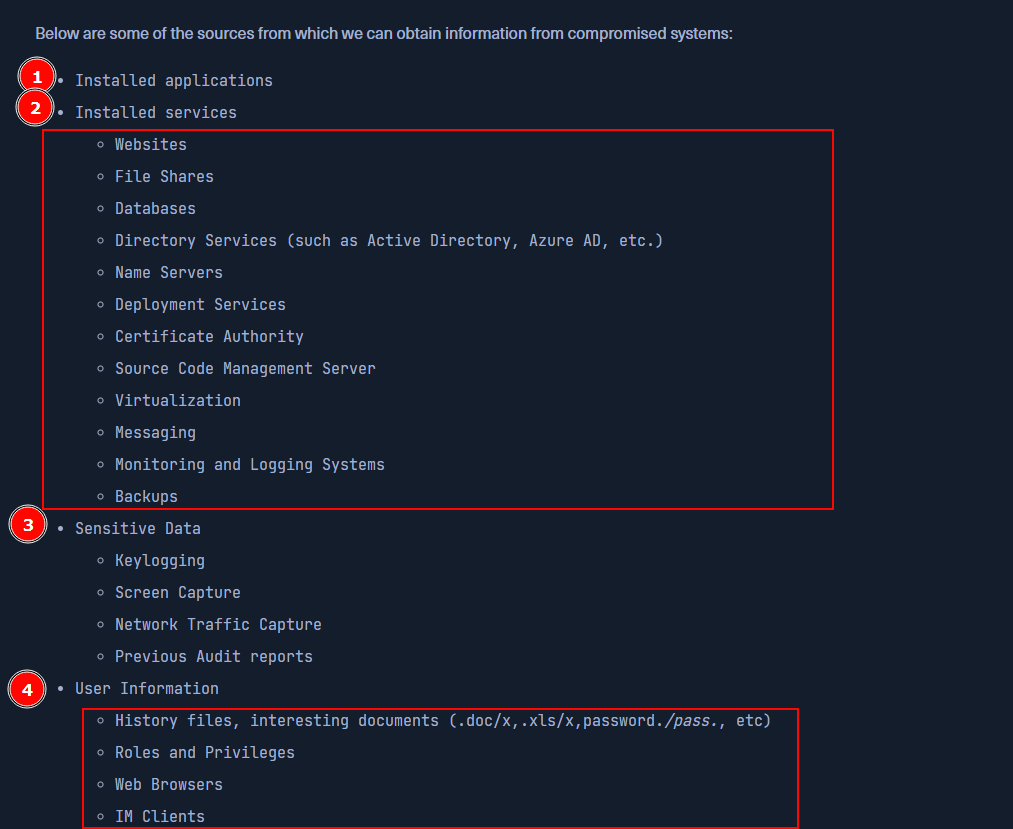 Below are some of the sources from which we can obtain information from compromised systems:
1 • Installed applications
2 • Installed services
◦ Websites
◦ File Shares
◦ Databases
◦ Directory Services (such as Active Directory, Azure AD, etc.)
◦ Name Servers
◦ Deployment Services
◦ Certificate Authority
◦ Source Code Management Server
◦ Virtualization
◦ Messaging
◦ Monitoring and Logging Systems
◦ Backups
3 • Sensitive Data
◦ Keylogging
◦ Screen Capture
◦ Network Traffic Capture
◦ Previous Audit reports
4 • User Information
◦ History files, interesting documents (.doc/x,.xls/x,password./pass., etc)
◦ Roles and Privileges
◦ Web Browsers
◦ IM Clients